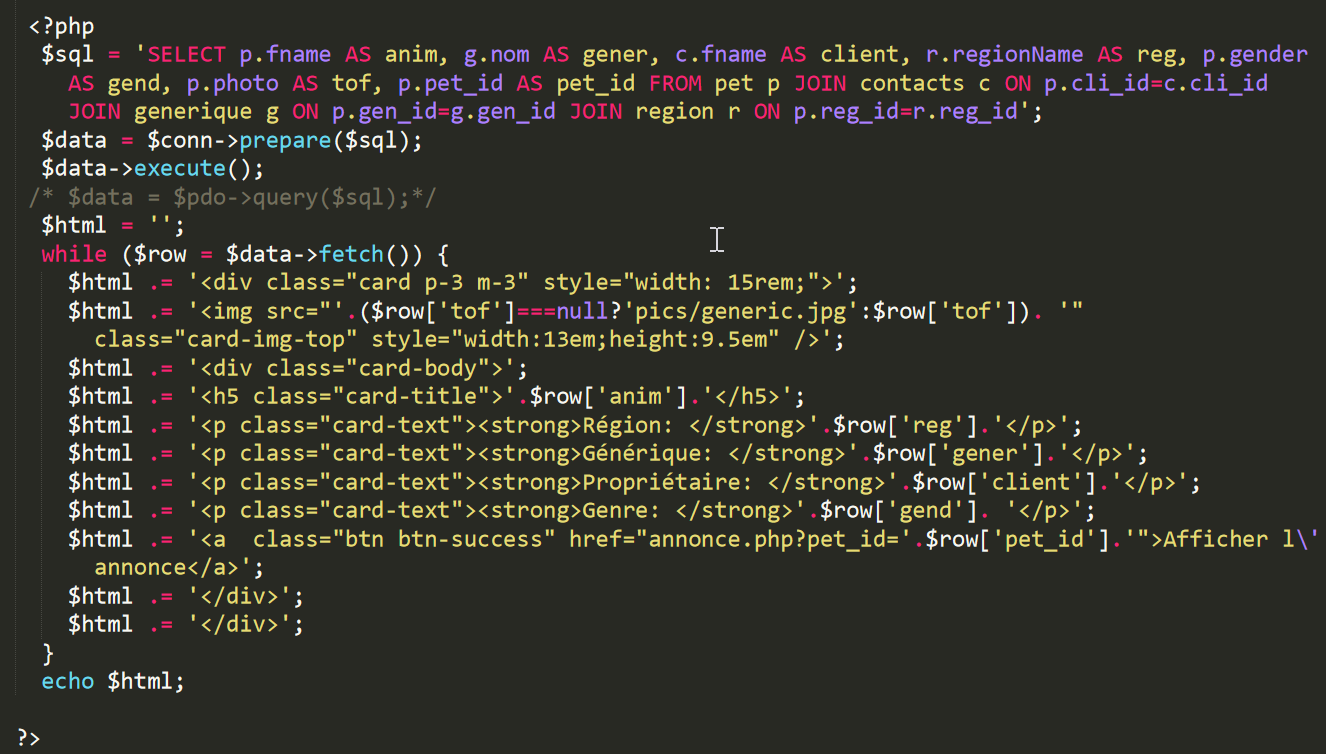 <?php
$sql = 'SELECT p.fname AS anim, g.nom AS gener, c.fname AS client, r.regionName AS reg, p.gender
AS gend, p.photo AS tof, p.pet_id AS pet_id FROM pet p JOIN contacts c ON p.cli_id=c.cli_id
JOIN generique g ON p.gen_id=g.gen_id JOIN region r ON p.reg_id=r.reg_id';
$data = $conn->prepare($sql);
$data->execute();
/* $data = $pdo->query($sql);*/
$html = '';
while ($row = $data->fetch()) {
$html .= '<div class="card p-3 m-3" style="width: 15rem;">';
$html .= '<img src="'.($row['tof']===null?'pics/generic.jpg':$row['tof']). '"
class="card-img-top" style="width:13em;height:9.5em" />';
$html .= '<div class="card-body">';
$html .= '<h5 class="card-title">'.$row['anim'].'</h5>';
$html .= '<p class="card-text"><strong>Région: </strong>'.$row['reg'].'</p>';
$html .= '<p class="card-text"><strong>Générique: </strong>'.$row['gener'].'</p>';
$html .= '<p class="card-text"><strong>Propriétaire: </strong>'.$row['client'].'</p>';
$html .= '<p class="card-text"><strong>Genre: </strong>'.$row['gend']. '</p>';
$html .= '<a  class="btn btn-success" href="annonce.php?pet_id='.$row['pet_id'].'">Afficher l\'
annonce</a>';
$html .= '</div>';
$html .= '</div>';
}
echo $html;
?>